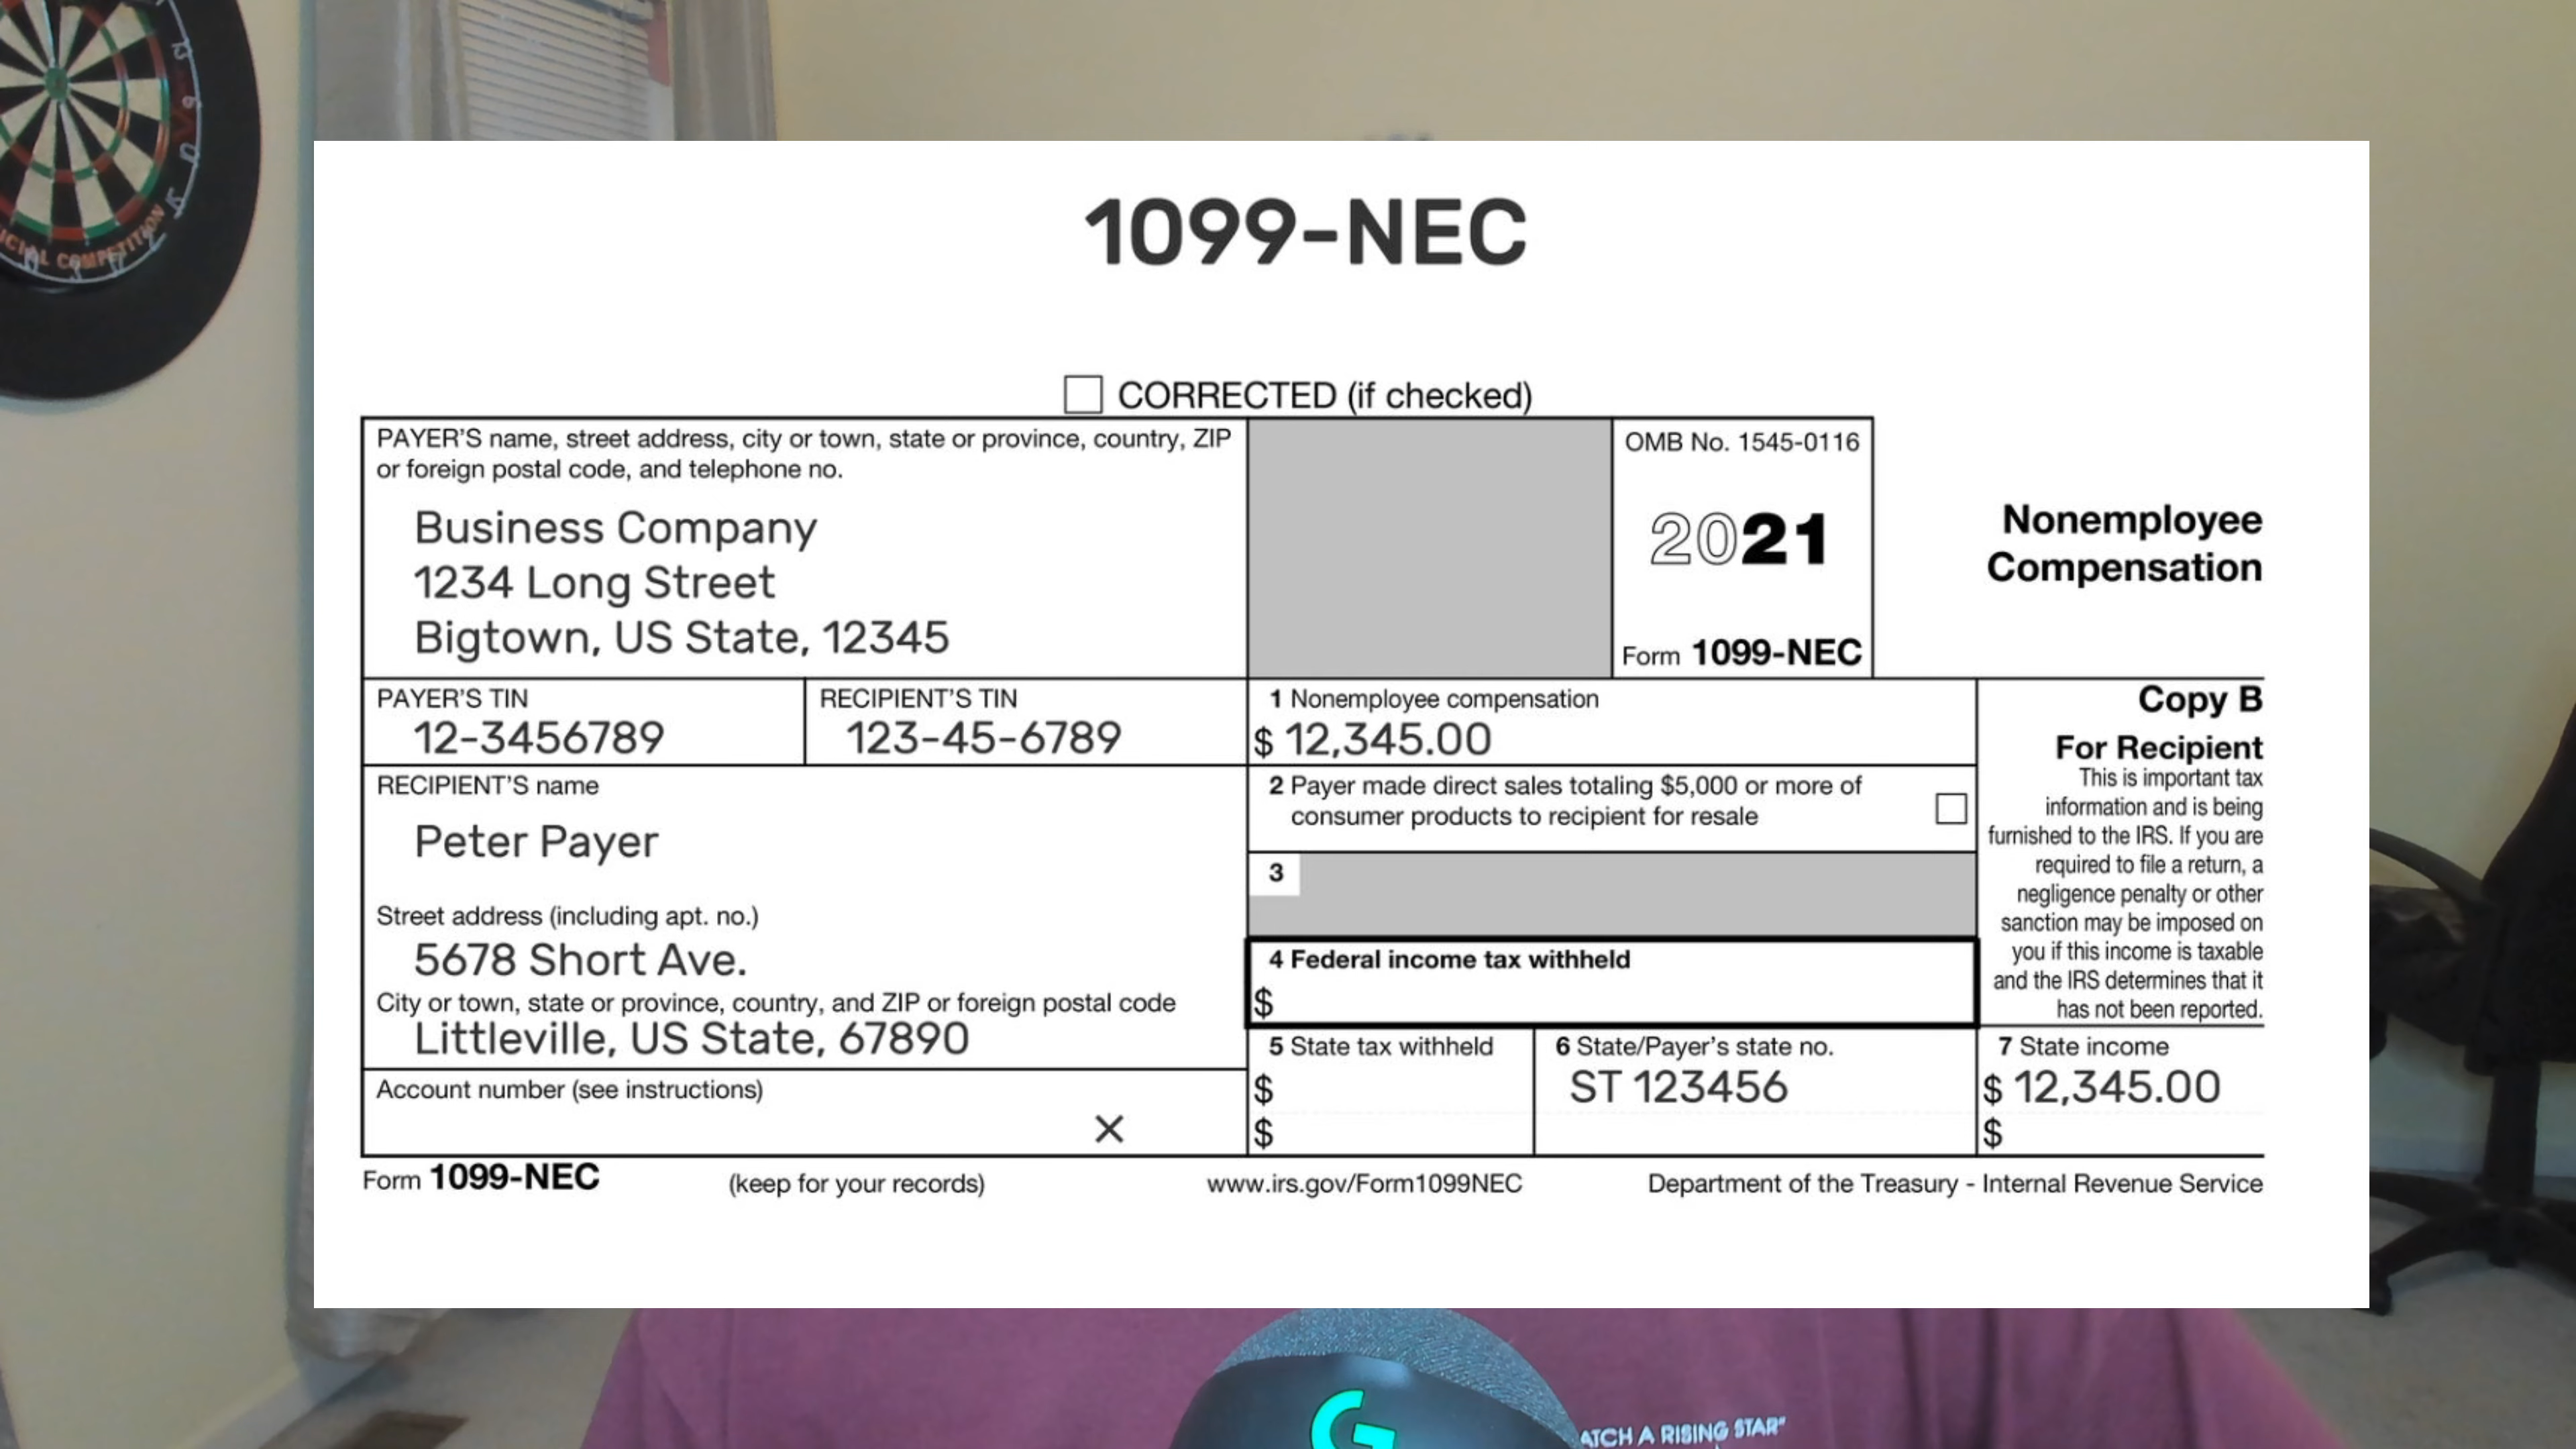 1099-NEC
CORRECTED (if checked)
PAYER'S name, street address, city or town, state or province, country, ZIP
or foreign postal code, and telephone no.
Business Company
1234 Long Street
Bigtown, US State, 12345
OMB No. 1545-0116
2021
Form 1099-NEC
Nonemployee
Compensation
PAYER'S TIN
12-3456789
RECIPIENT'S TIN
123-45-6789
1 Nonemployee compensation
$ 12,345.00
Copy B
For Recipient
This is important tax
information and is being
furnished to the IRS. If you are
required to file a return, a
negligence penalty or other
sanction may be imposed on
you if this income is taxable
and the IRS determines that it
has not been reported.
RECIPIENT'S name
Peter Payer
2 Payer made direct sales totaling $5,000 or more of
consumer products to recipient for resale
3
Street address (including apt. no.)
5678 Short Ave.
4 Federal income tax withheld
$
City or town, state or province, country, and ZIP or foreign postal code
Littleville, US State, 67890
5 State tax withheld
$
$
6 State/Payer's state no.
ST 123456
7 State income
$ 12,345.00
$
Account number (see instructions)
×
Form 1099-NEC
(keep for your records)
www.irs.gov/Form1099NEC
Department of the Treasury - Internal Revenue Service
COMPETITION
G
A RISING STAR"